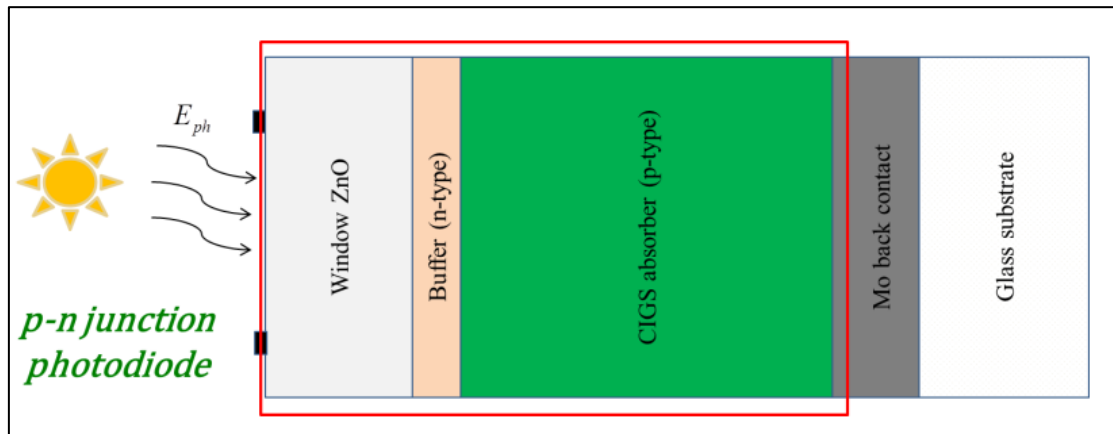 E_ph
p-n junction
photodiode
Window ZnO
Buffer (n-type)
CIGS absorber (p-type)
Mo back contact
Glass substrate